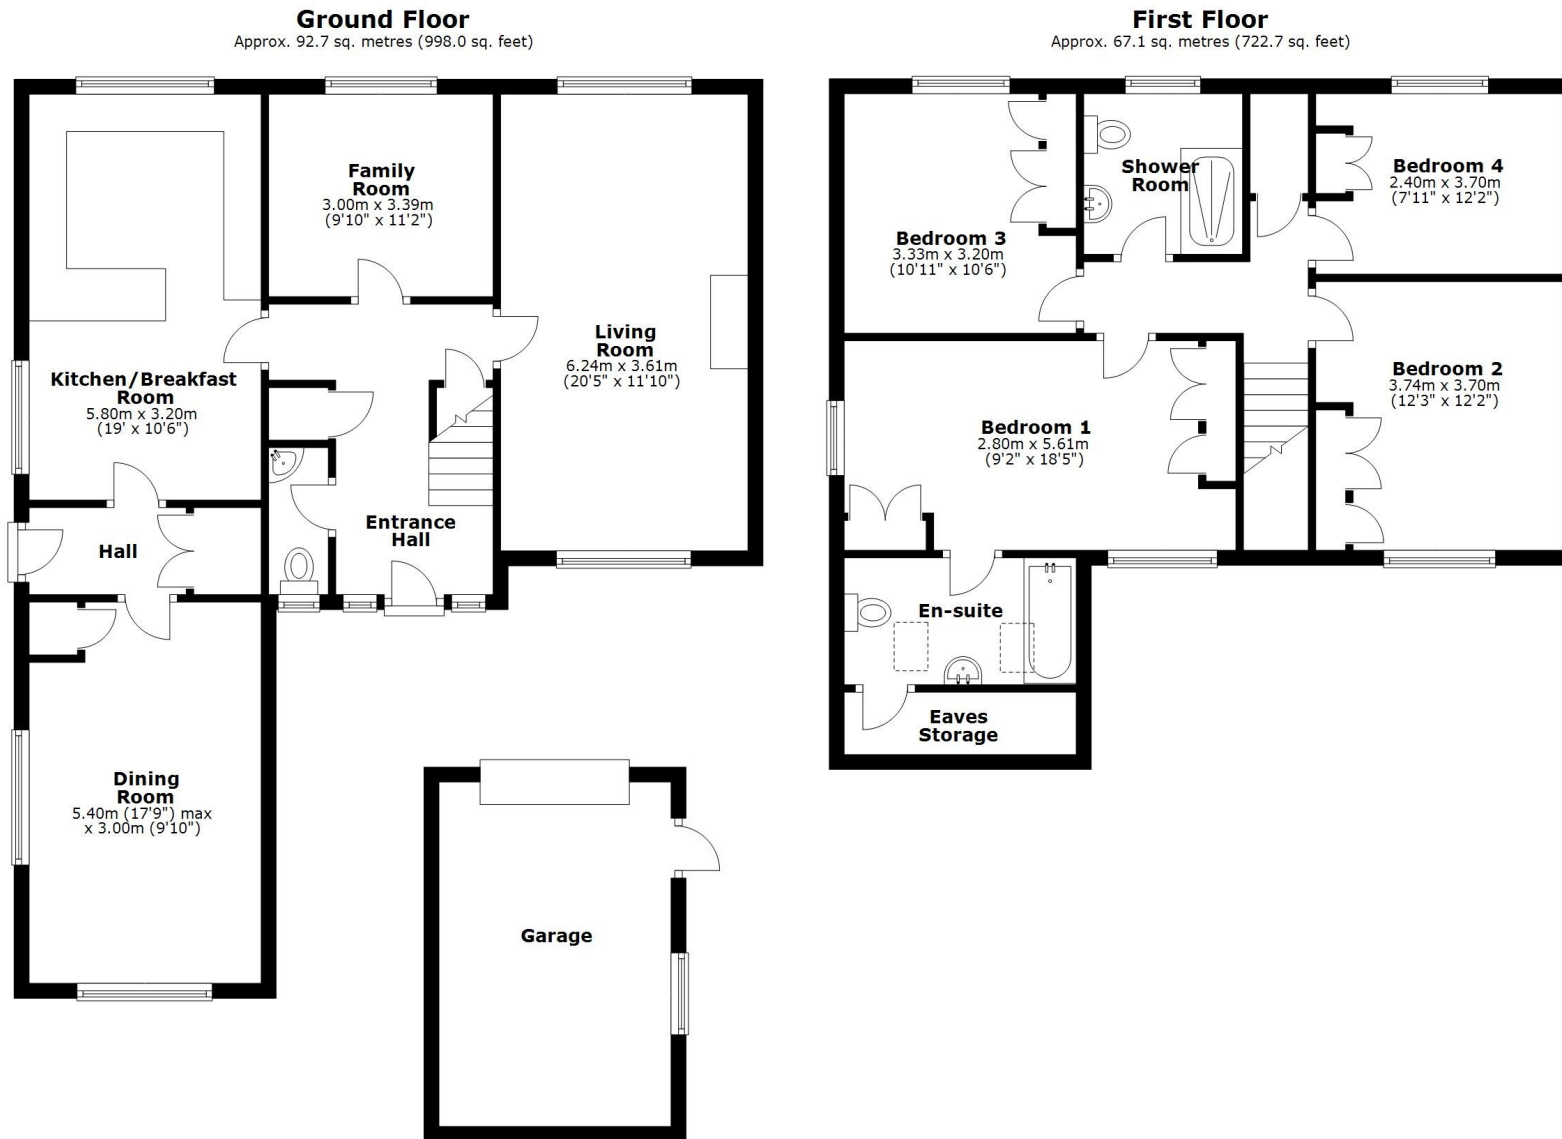 Ground Floor
Approx. 92.7 sq. metres (998.0 sq. feet)
Family
Room
3.00m x 3.39m
(9'10" x 11'2")
Living
Room
6.24m x 3.61m
(20'5" x 11'10")
Kitchen/Breakfast
Room
5.80m x 3.20m
(19' x 10'6")
Entrance
Hall
Hall
Dining
Room
5.40m (17'9") max
x 3.00m (9'10")
Garage
First Floor
Approx. 67.1 sq. metres (722.7 sq. feet)
Shower
Room
Bedroom 4
2.40m x 3.70m
(7'11" x 12'2")
Bedroom 3
3.33m x 3.20m
(10'11" x 10'6")
Bedroom 2
3.74m x 3.70m
(12'3" x 12'2")
Bedroom 1
2.80m x 5.61m
(9'2" x 18'5")
En-suite
Eaves
Storage